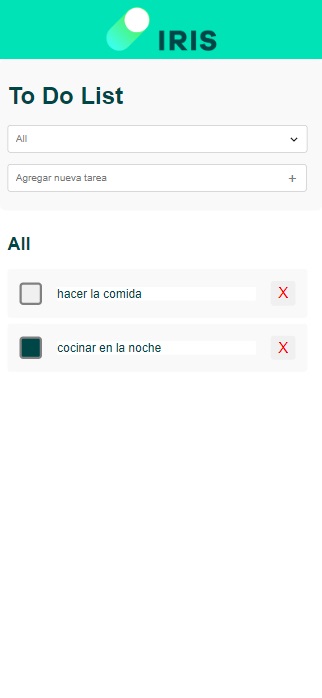 IRIS
To Do List
All
Agregar nueva tarea +
All
hacer la comida X
cocinar en la noche X